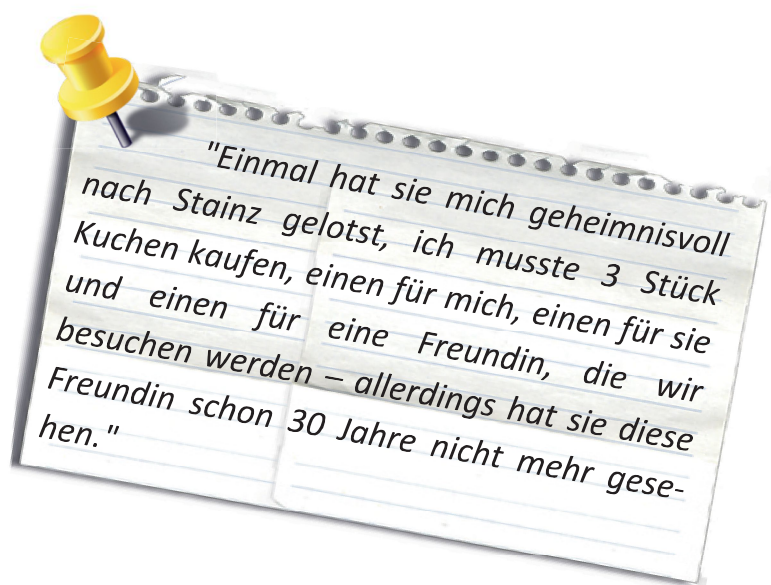 "Einmal hat sie mich geheimnisvoll
nach Stainz gelotst, ich musste 3 Stück
Kuchen kaufen, einen für mich, einen für sie
und einen für eine Freundin, die wir
besuchen werden – allerdings hat sie diese
Freundin schon 30 Jahre nicht mehr gese-
hen."